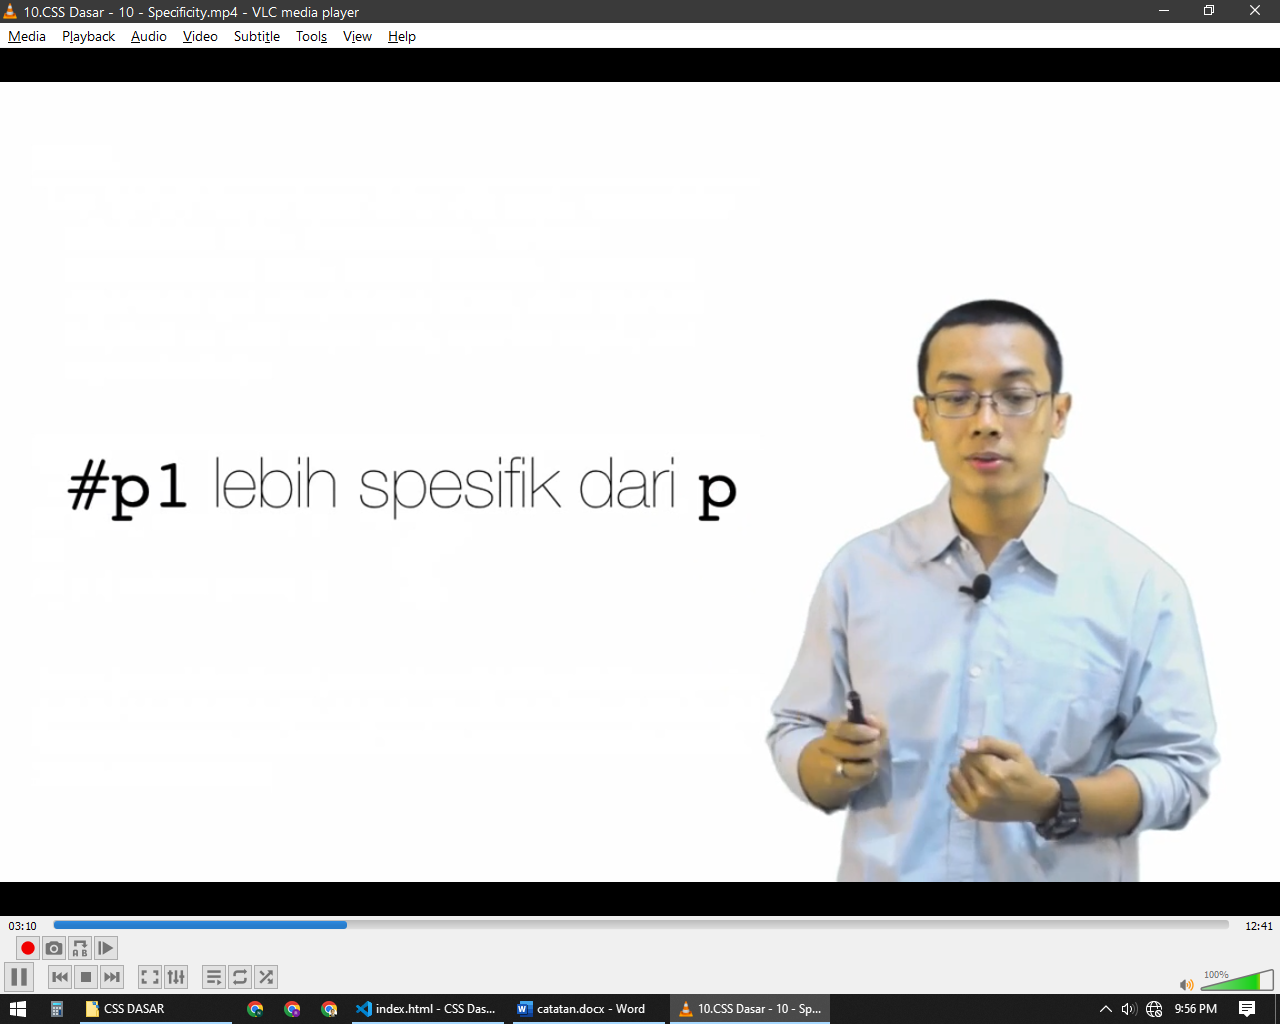 10.CSS Dasar - 10 - Specificity.mp4 - VLC media player
Media Playback Audio Video Subtitle Tools View Help
#p1 lebih spesifik dari p
03:10
12:41
A B
100%
CSS DASAR
index.html - CSS Das...
catatan.docx - Word
10.CSS Dasar - 10 - Sp...
9:56 PM